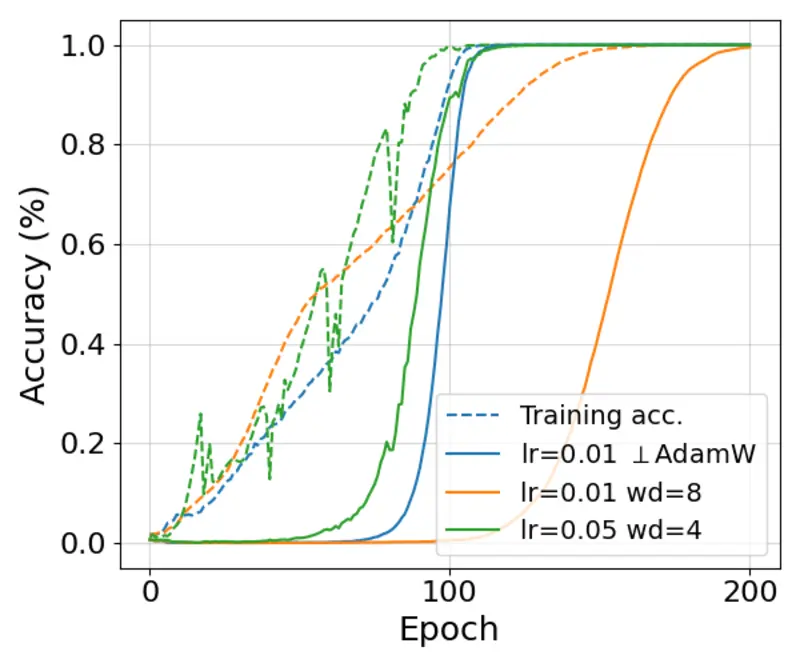 1.0
0.8
0.6
0.4
0.2
0.0
Accuracy (%)
Training acc.
lr=0.01 ⊥AdamW
lr=0.01 wd=8
lr=0.05 wd=4
0 100 200
Epoch